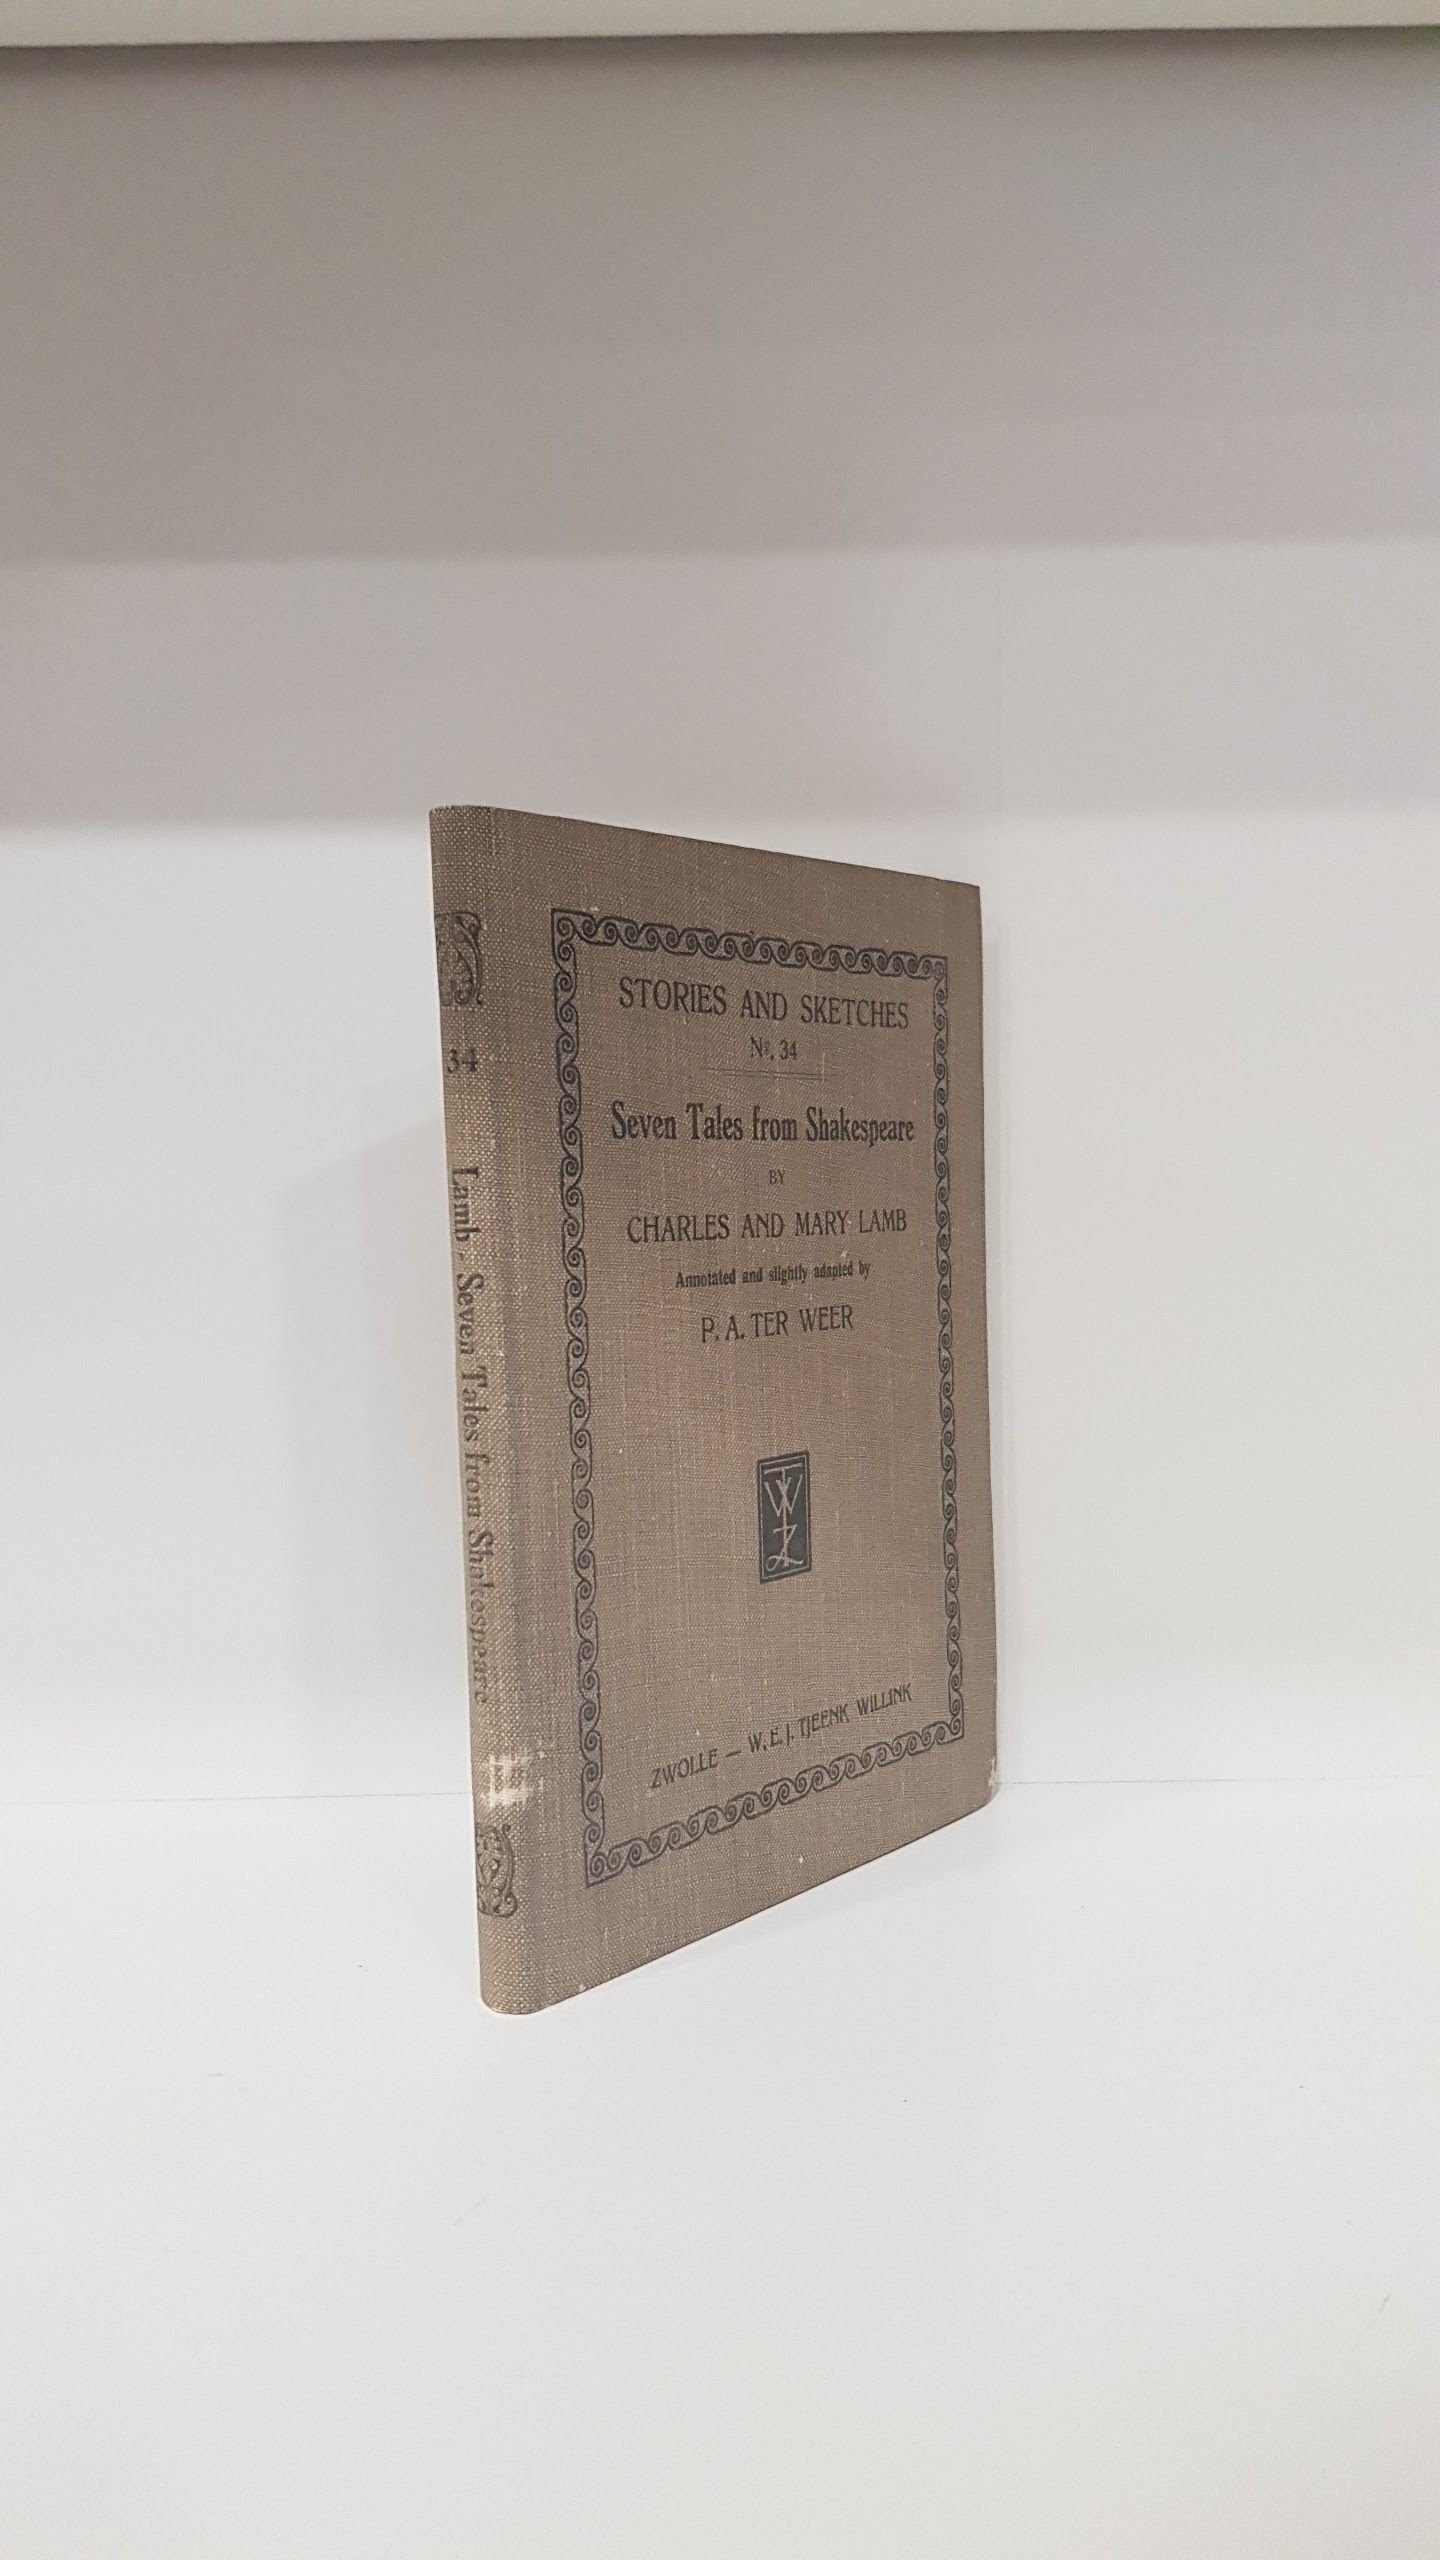 STORIES AND SKETCHES
Nº. 34
Seven Tales from Shakespeare
BY
CHARLES AND MARY LAMB
Annotated and slightly adapted by
P. A. TER WEER
WZ
ZWOLLE — W. E. J. TJEENK WILLINK
34
Lamb - Seven Tales from Shakespeare